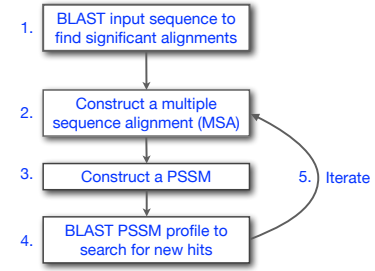 1. BLAST input sequence to
find significant alignments
2. Construct a multiple
sequence alignment (MSA)
3. Construct a PSSM
5. Iterate
4. BLAST PSSM profile to
search for new hits